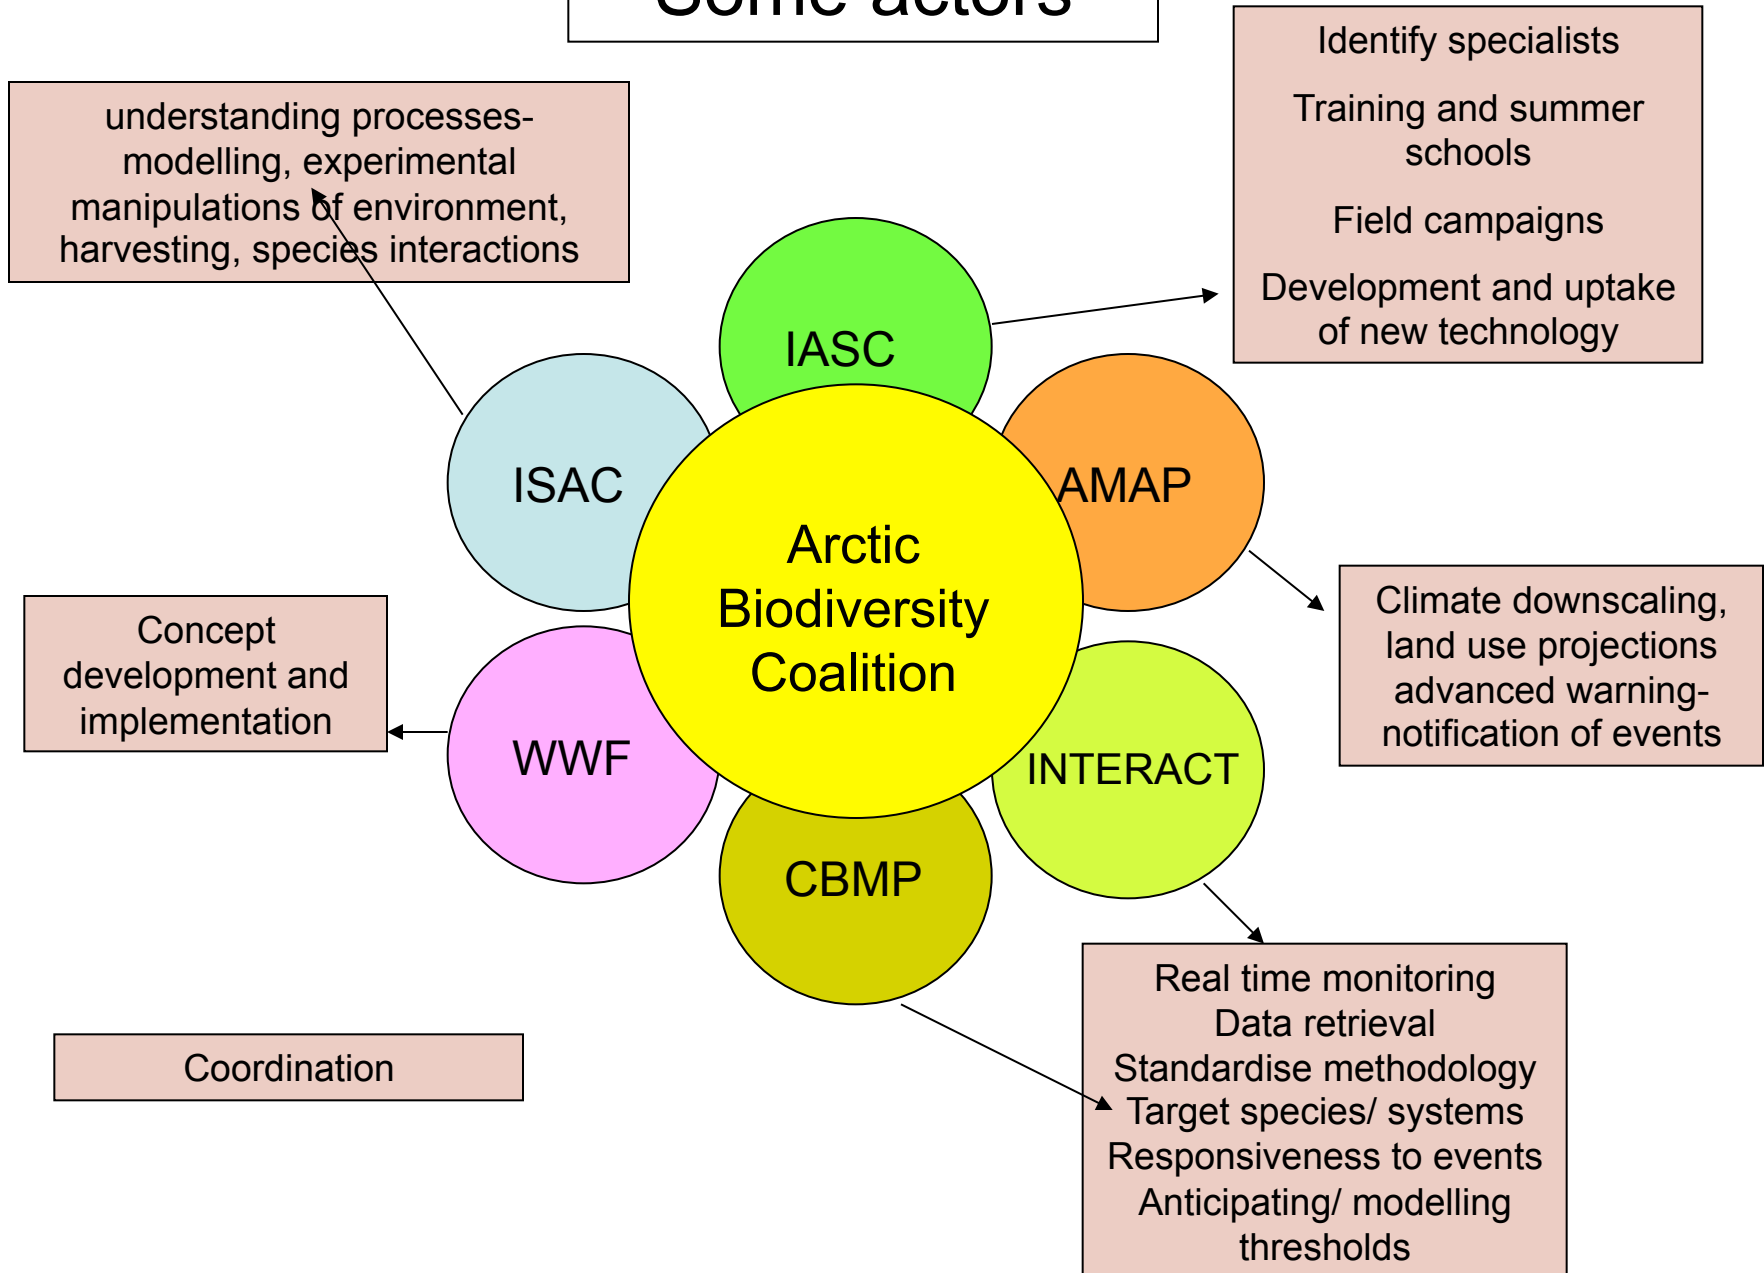 Some actors
Identify specialists
Training and summer
schools
Field campaigns
Development and uptake
of new technology
understanding processes-
modelling, experimental
manipulations of environment,
harvesting, species interactions
IASC
ISAC
AMAP
Arctic
Biodiversity
Coalition
Climate downscaling,
land use projections
advanced warning-
notification of events
Concept
development and
implementation
WWF
INTERACT
CBMP
Real time monitoring
Data retrieval
Standardise methodology
Target species/ systems
Responsiveness to events
Anticipating/ modelling
thresholds
Coordination